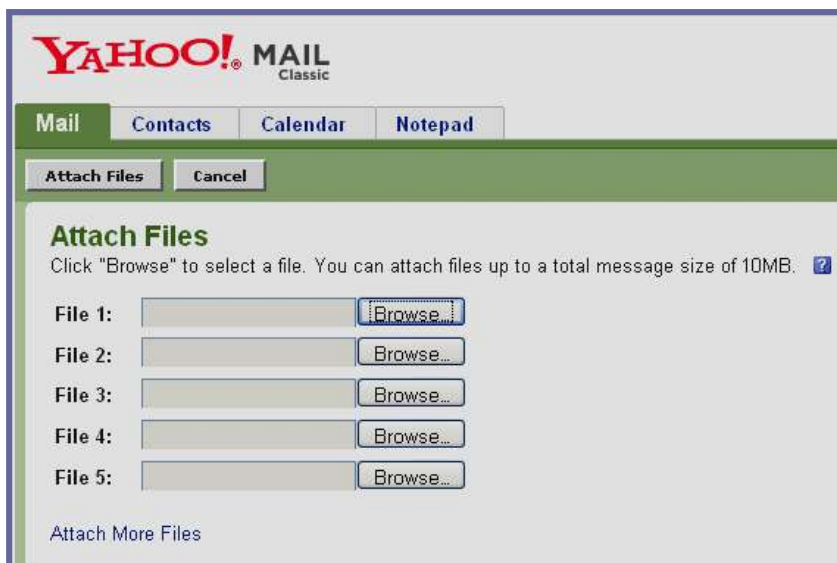 YAHOO!® MAIL
Classic
Mail Contacts Calendar Notepad
Attach Files Cancel
Attach Files
Click "Browse" to select a file. You can attach files up to a total message size of 10MB. ?
File 1: Browse...
File 2: Browse...
File 3: Browse...
File 4: Browse...
File 5: Browse...
Attach More Files